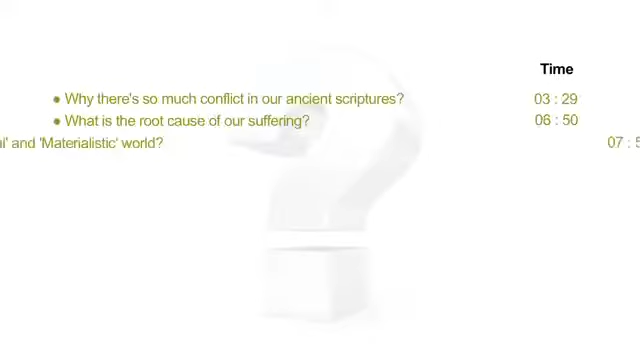 Time
• Why there's so much conflict in our ancient scriptures? 03 : 29
• What is the root cause of our suffering? 06 : 50
and 'Materialistic' world? 07 :